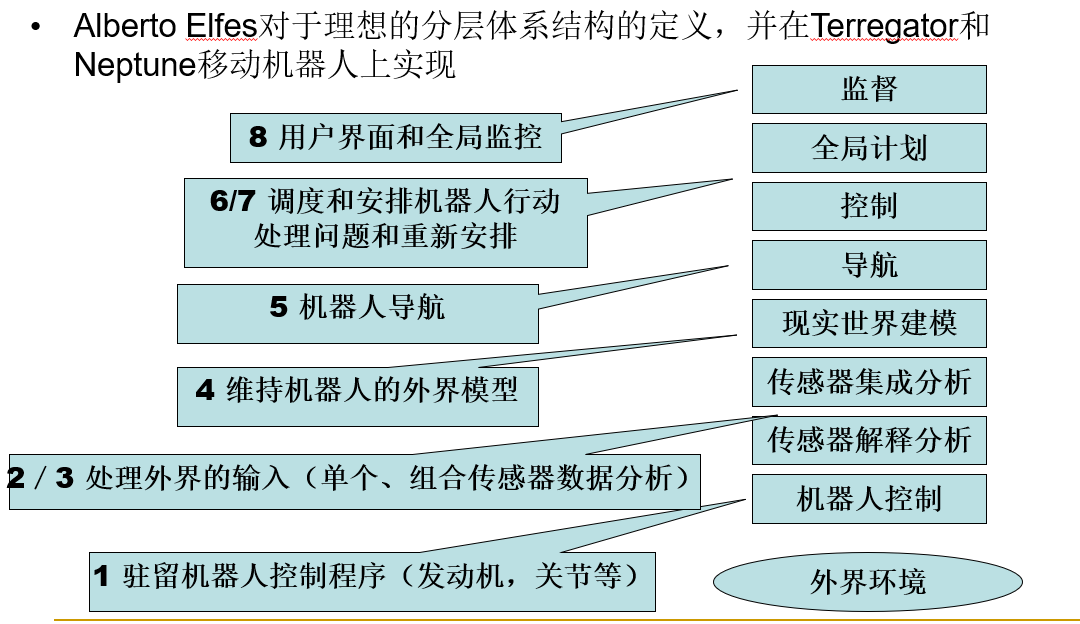 • Alberto Elfes对于理想的分层体系结构的定义，并在Terregator和
Neptune移动机器人上实现
监督
8 用户界面和全局监控
全局计划
6/7 调度和安排机器人行动
处理问题和重新安排
控制
导航
5 机器人导航
现实世界建模
4 维持机器人的外界模型
传感器集成分析
传感器解释分析
2 / 3 处理外界的输入（单个、组合传感器数据分析）
机器人控制
1 驻留机器人控制程序（发动机，关节等）
外界环境